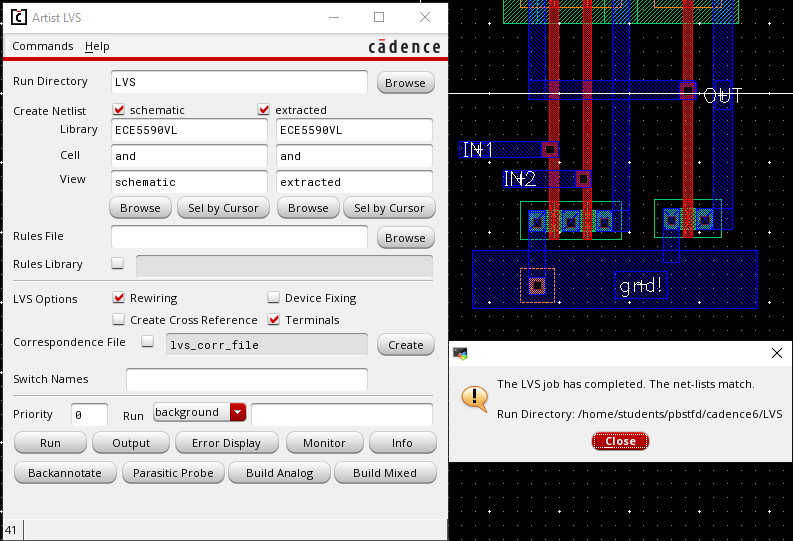 Artist LVS
Commands Help cādence
Run Directory LVS Browse
Create Netlist schematic extracted
Library ECE5590VL ECE5590VL
Cell and and
View schematic extracted
Browse Sel by Cursor Browse Sel by Cursor
Rules File Browse
Rules Library
LVS Options Rewiring Device Fixing
Create Cross Reference Terminals
Correspondence File lvs_corr_file Create
Switch Names
Priority 0 Run background
Run Output Error Display Monitor Info
Backannotate Parasitic Probe Build Analog Build Mixed
41
OUT
IN1
IN2
gnd!
The LVS job has completed. The net-lists match.
Run Directory: /home/students/pbstfd/cadence6/LVS
Close